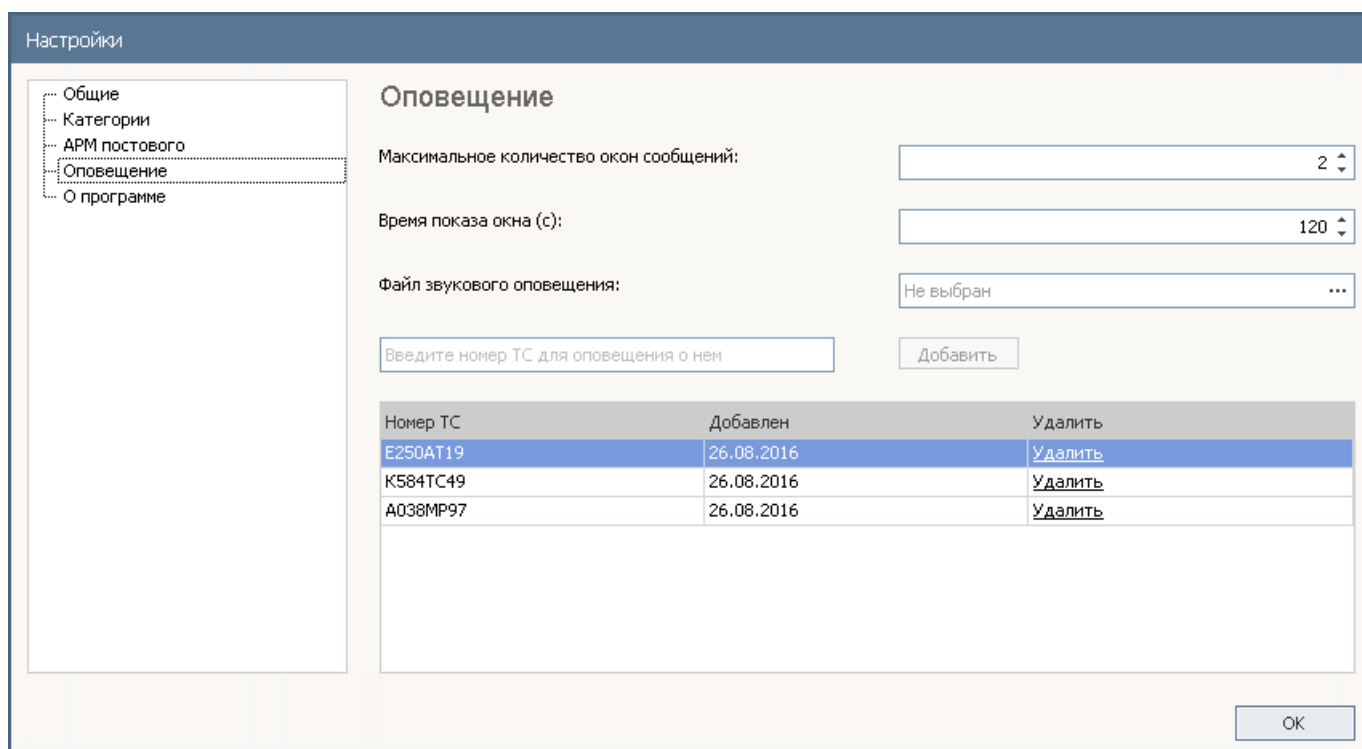 Настройки
Общие
Категории
АРМ постового
Оповещение
О программе
Оповещение
Максимальное количество окон сообщений: 2
Время показа окна (с): 120
Файл звукового оповещения: Не выбран ...
Введите номер ТС для оповещения о нем Добавить
Номер ТС Добавлен Удалить
Е250АТ19 26.08.2016 Удалить
К584ТС49 26.08.2016 Удалить
А038МР97 26.08.2016 Удалить
ОК